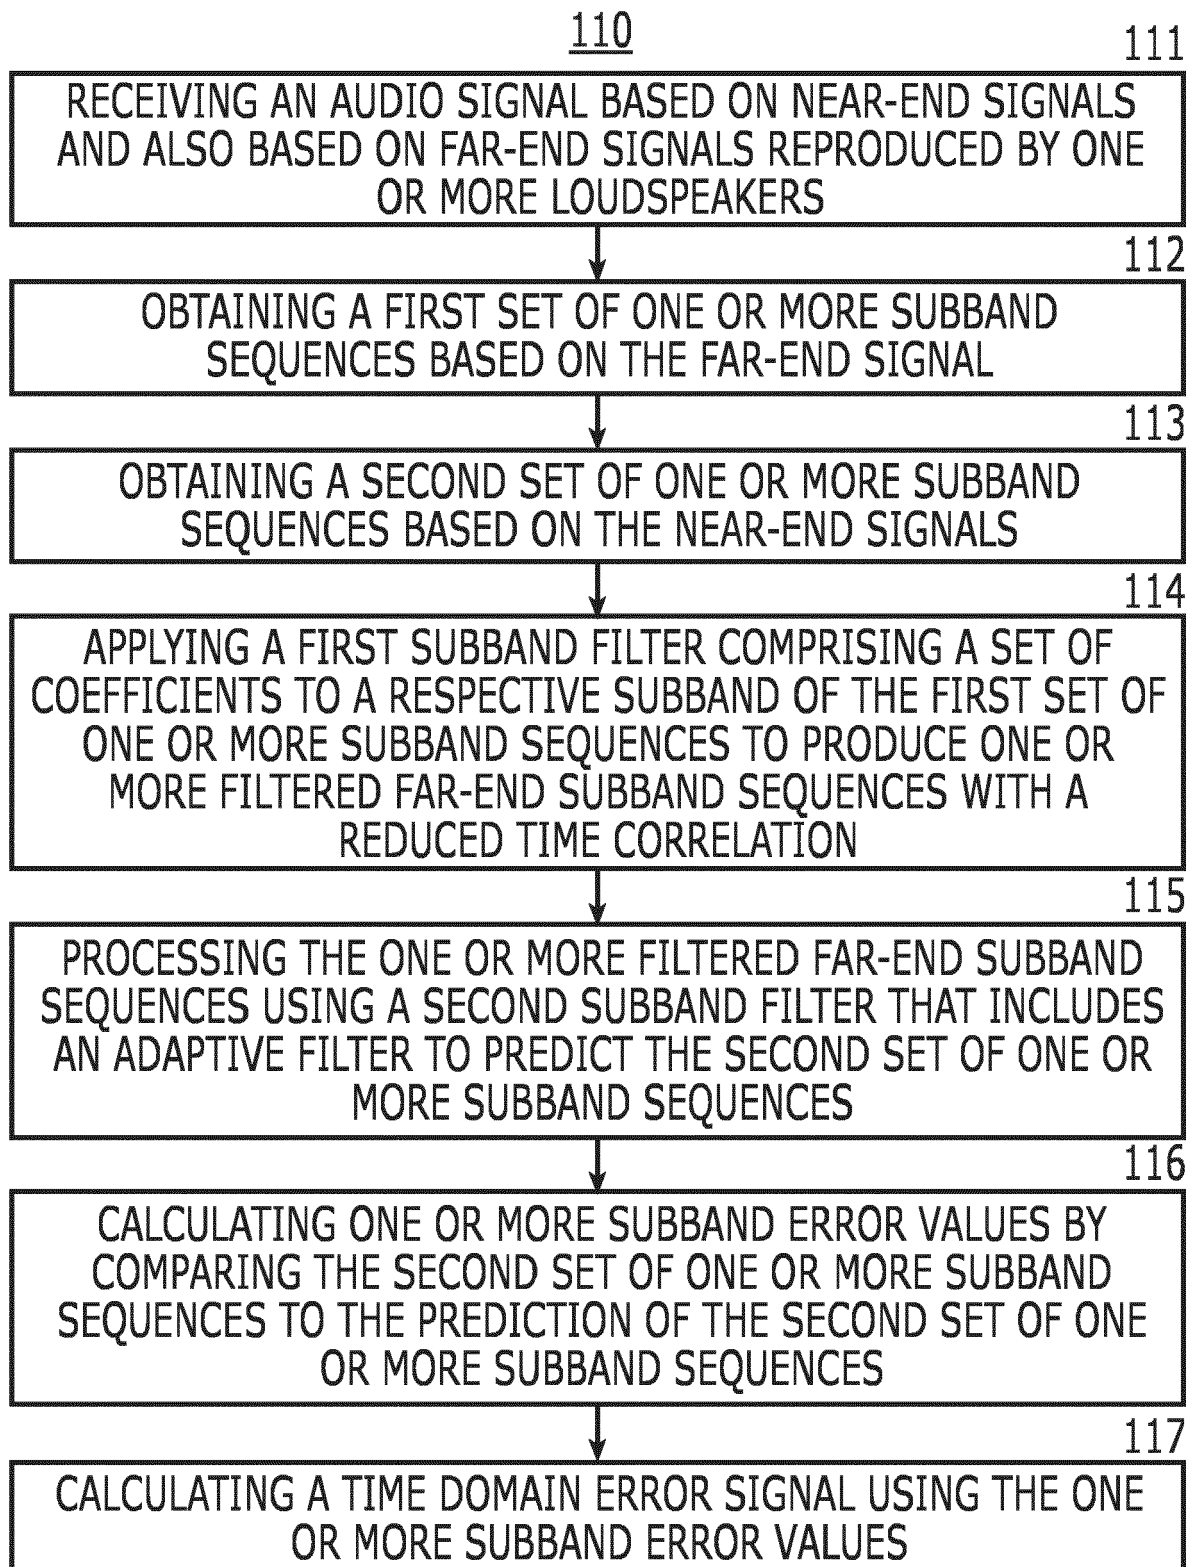 110
111
RECEIVING AN AUDIO SIGNAL BASED ON NEAR-END SIGNALS
AND ALSO BASED ON FAR-END SIGNALS REPRODUCED BY ONE
OR MORE LOUDSPEAKERS
112
OBTAINING A FIRST SET OF ONE OR MORE SUBBAND
SEQUENCES BASED ON THE FAR-END SIGNAL
113
OBTAINING A SECOND SET OF ONE OR MORE SUBBAND
SEQUENCES BASED ON THE NEAR-END SIGNALS
114
APPLYING A FIRST SUBBAND FILTER COMPRISING A SET OF
COEFFICIENTS TO A RESPECTIVE SUBBAND OF THE FIRST SET OF
ONE OR MORE SUBBAND SEQUENCES TO PRODUCE ONE OR
MORE FILTERED FAR-END SUBBAND SEQUENCES WITH A
REDUCED TIME CORRELATION
115
PROCESSING THE ONE OR MORE FILTERED FAR-END SUBBAND
SEQUENCES USING A SECOND SUBBAND FILTER THAT INCLUDES
AN ADAPTIVE FILTER TO PREDICT THE SECOND SET OF ONE OR
MORE SUBBAND SEQUENCES
116
CALCULATING ONE OR MORE SUBBAND ERROR VALUES BY
COMPARING THE SECOND SET OF ONE OR MORE SUBBAND
SEQUENCES TO THE PREDICTION OF THE SECOND SET OF ONE
OR MORE SUBBAND SEQUENCES
117
CALCULATING A TIME DOMAIN ERROR SIGNAL USING THE ONE
OR MORE SUBBAND ERROR VALUES